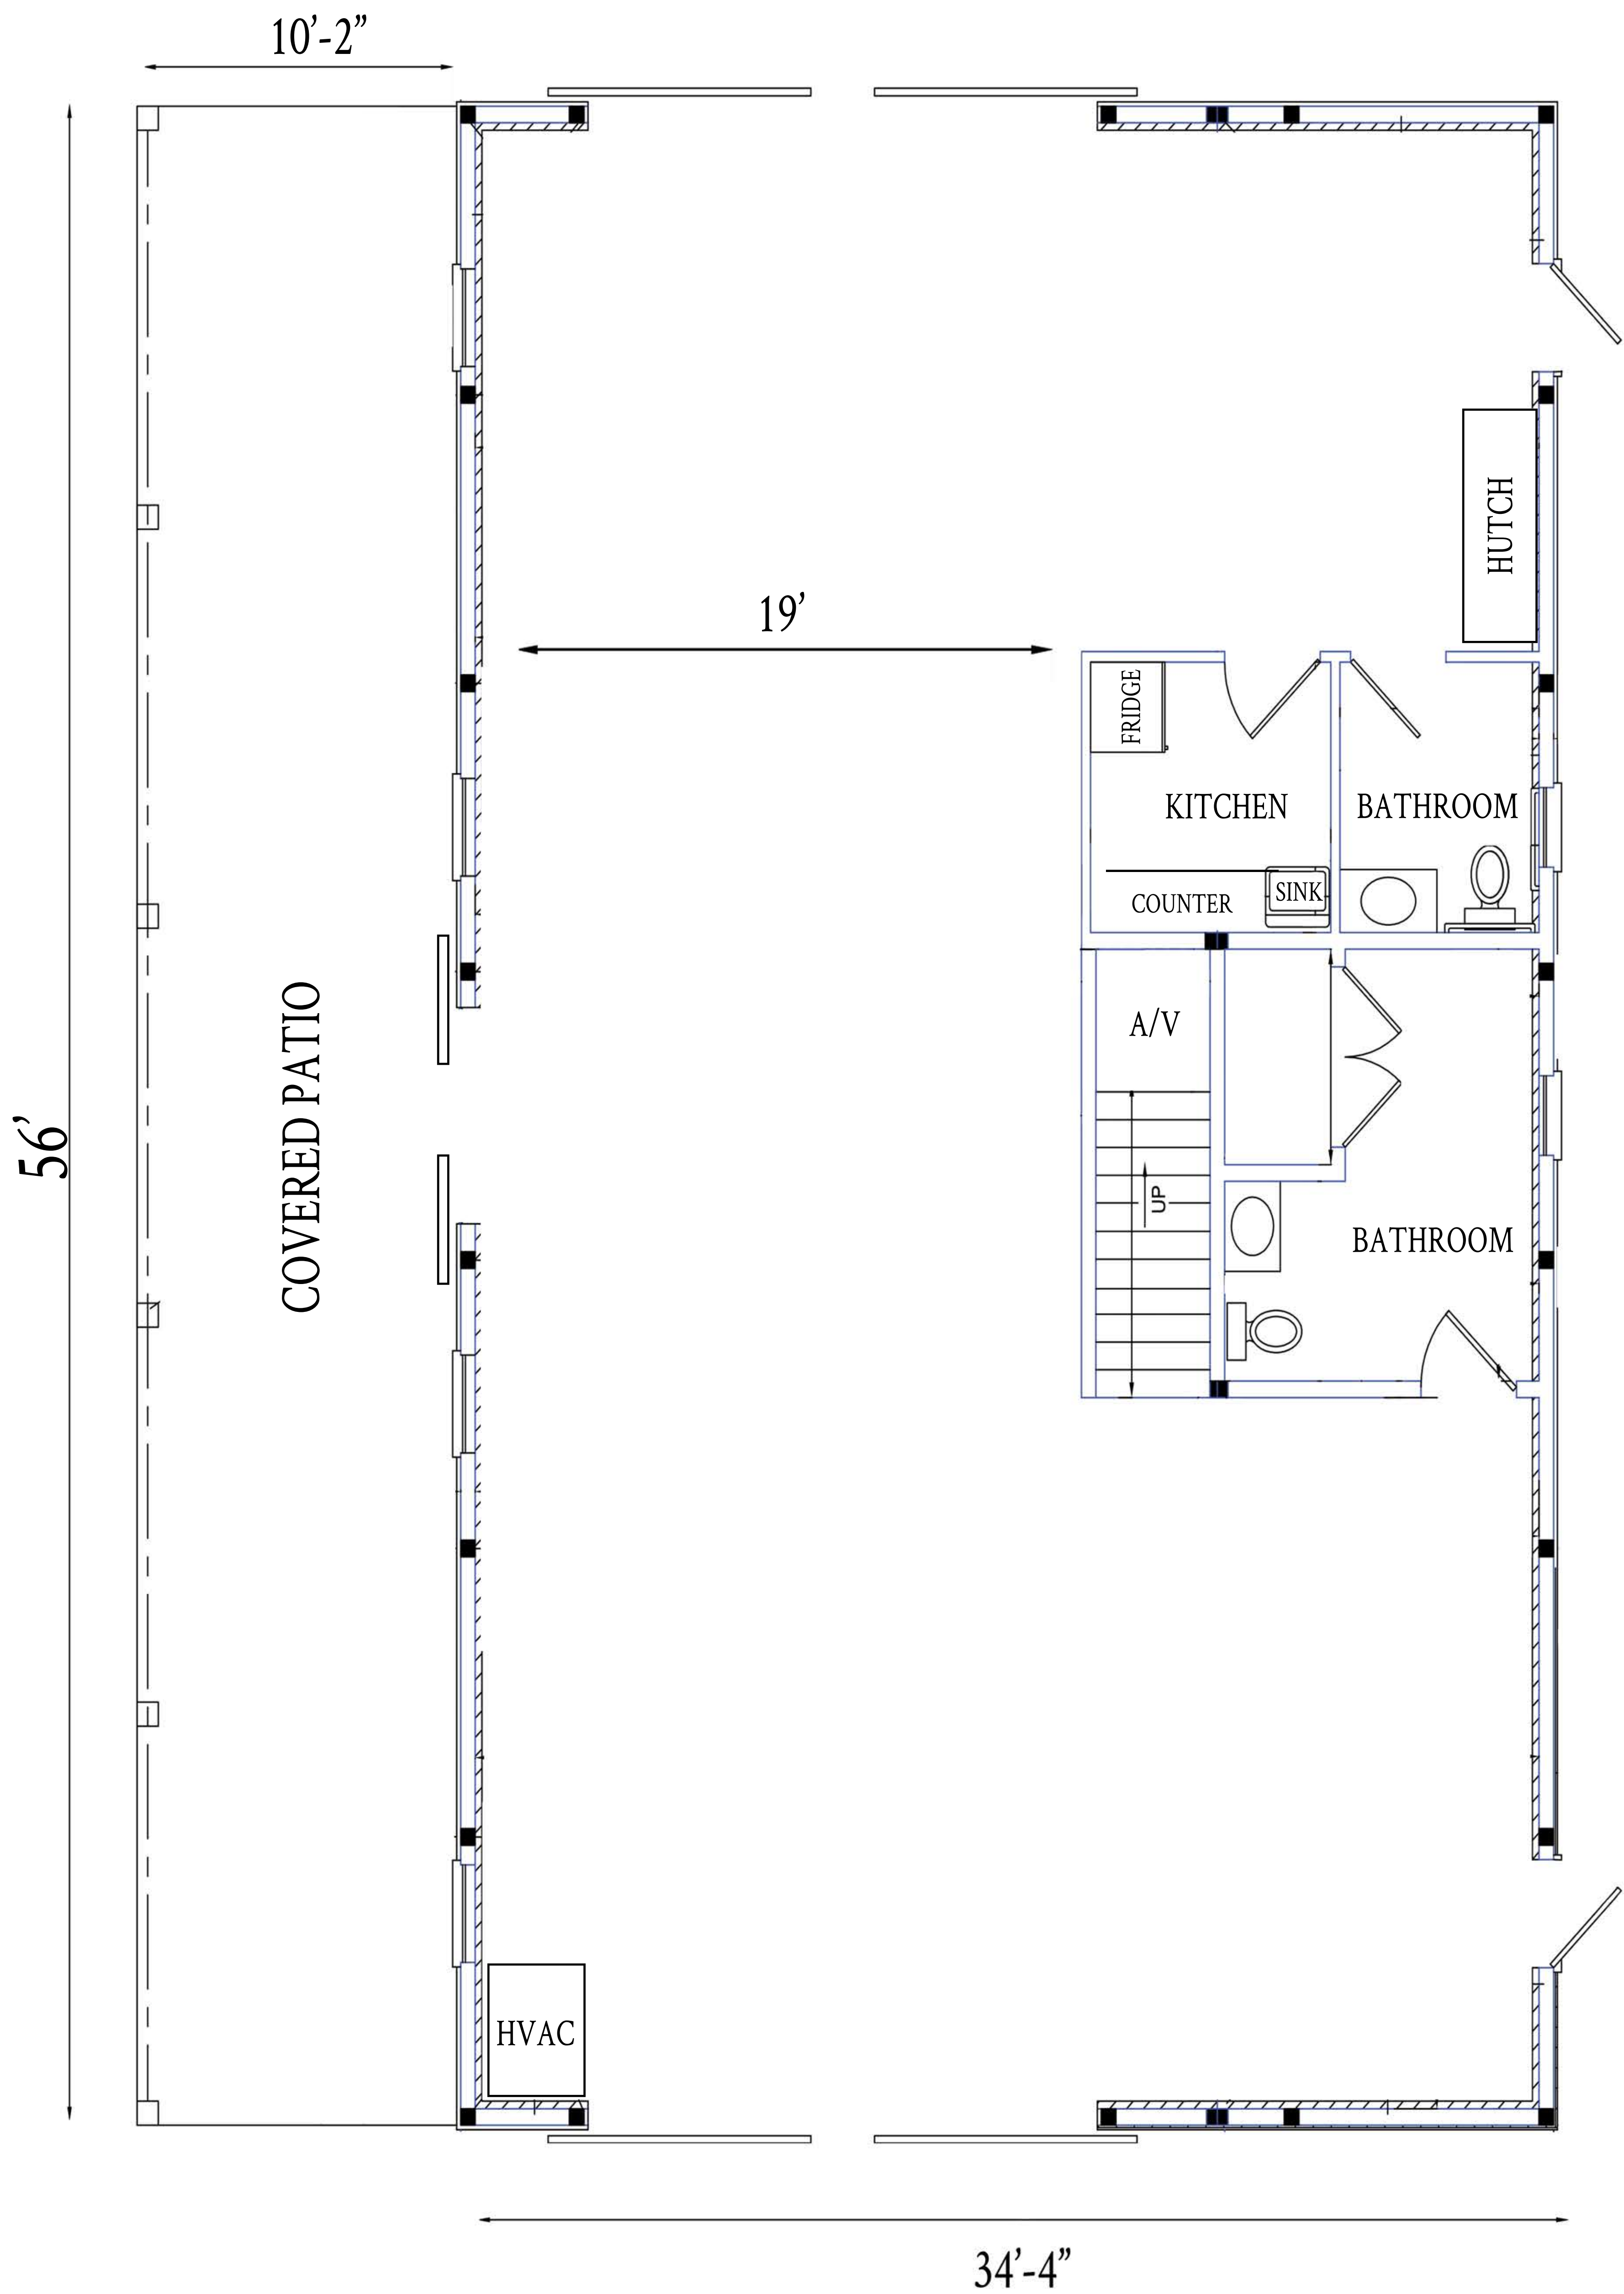 10’-2”
HUTCH
19’
FRIDGE
KITCHEN
BATHROOM
SINK
COUNTER
COVERED PATIO
A/V
56’
UP
BATHROOM
HVAC
34’-4”